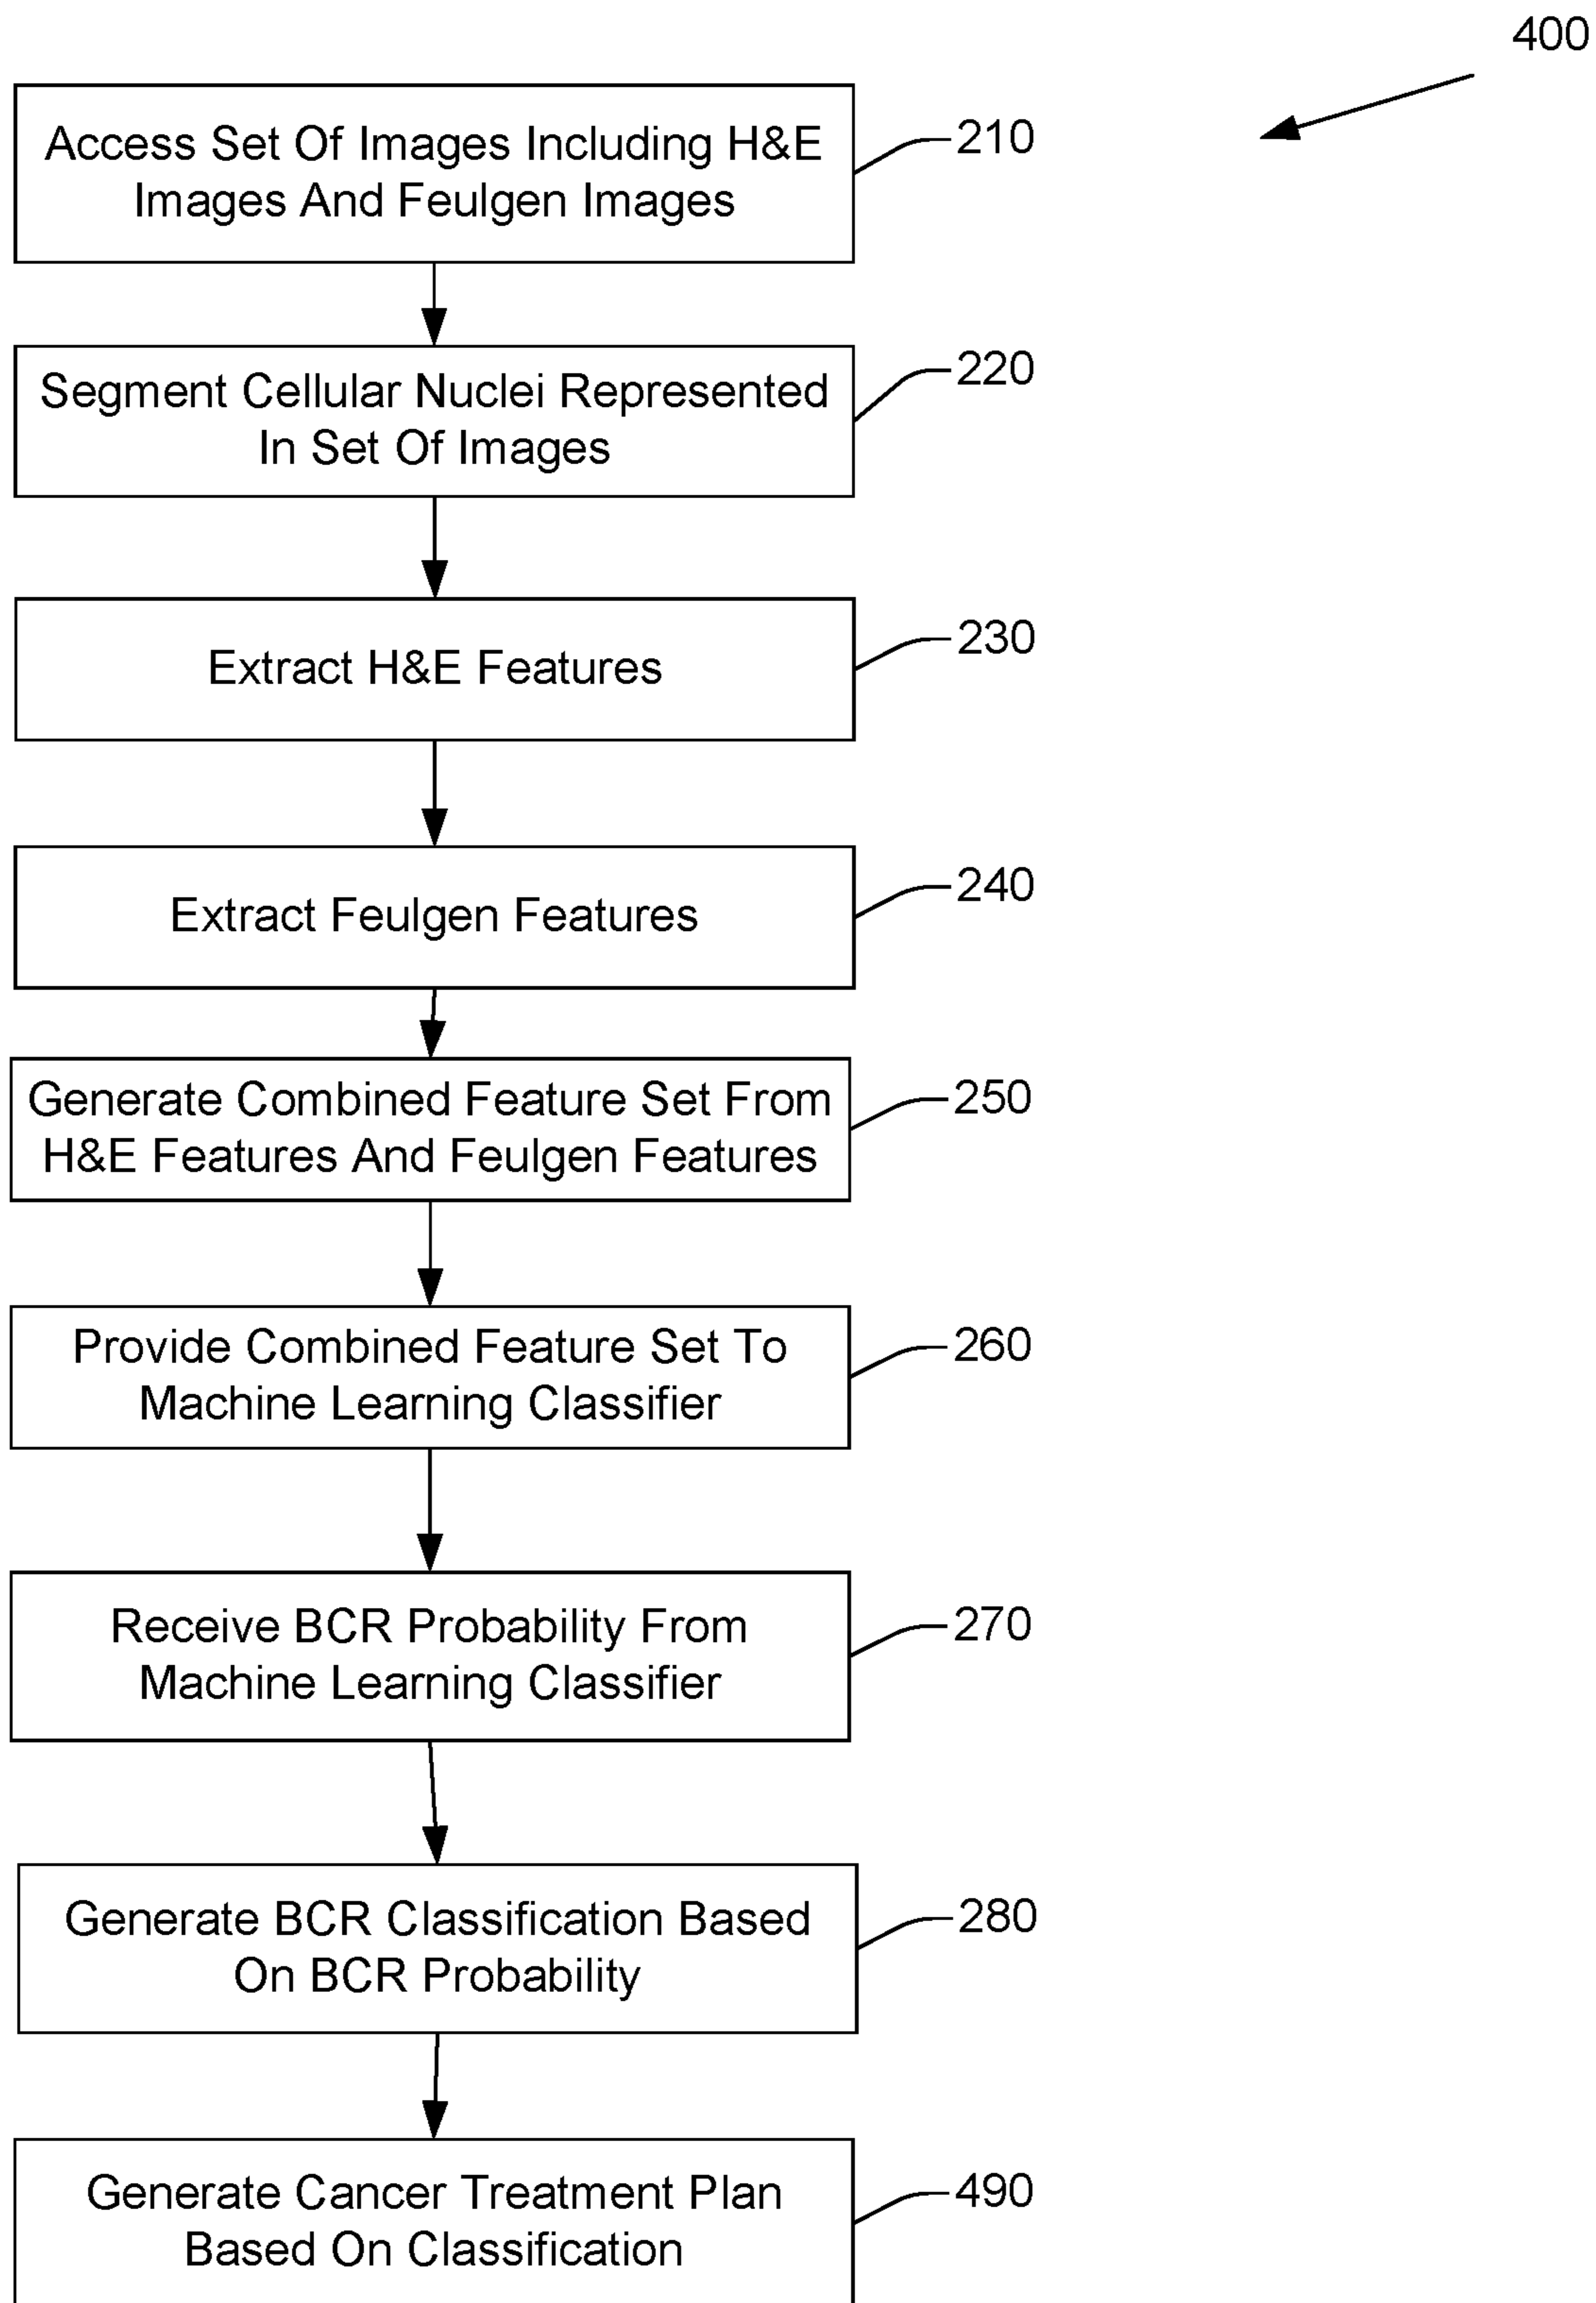 400
Access Set Of Images Including H&E
Images And Feulgen Images
210
Segment Cellular Nuclei Represented
In Set Of Images
220
Extract H&E Features
230
Extract Feulgen Features
240
Generate Combined Feature Set From
H&E Features And Feulgen Features
250
Provide Combined Feature Set To
Machine Learning Classifier
260
Receive BCR Probability From
Machine Learning Classifier
270
Generate BCR Classification Based
On BCR Probability
280
Generate Cancer Treatment Plan
Based On Classification
490